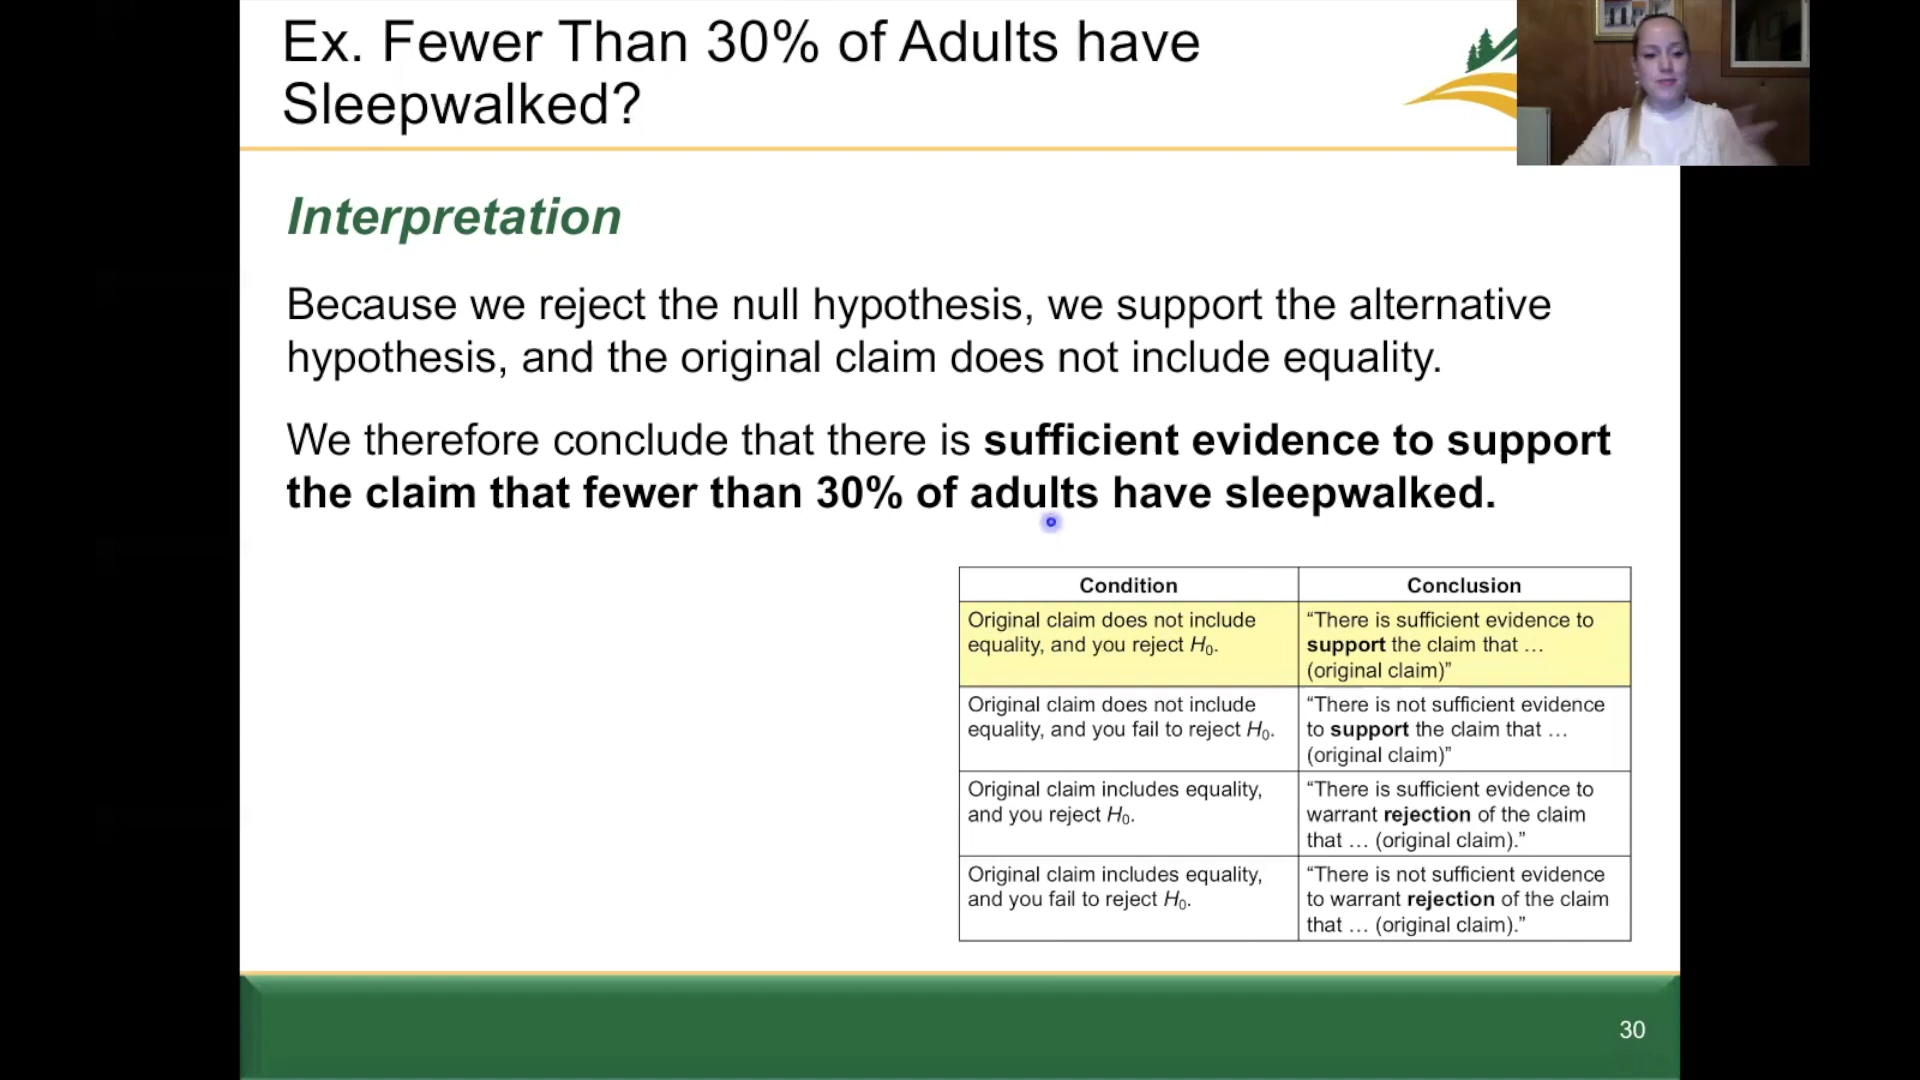 Ex. Fewer Than 30% of Adults have
Sleepwalked?
Interpretation
Because we reject the null hypothesis, we support the alternative
hypothesis, and the original claim does not include equality.
We therefore conclude that there is sufficient evidence to support
the claim that fewer than 30% of adults have sleepwalked.
Condition
Conclusion
Original claim does not include
equality, and you reject H₀.
“There is sufficient evidence to
support the claim that …
(original claim)”
Original claim does not include
equality, and you fail to reject H₀.
“There is not sufficient evidence
to support the claim that …
(original claim)”
Original claim includes equality,
and you reject H₀.
“There is sufficient evidence to
warrant rejection of the claim
that … (original claim).”
Original claim includes equality,
and you fail to reject H₀.
“There is not sufficient evidence
to warrant rejection of the claim
that … (original claim).”
30